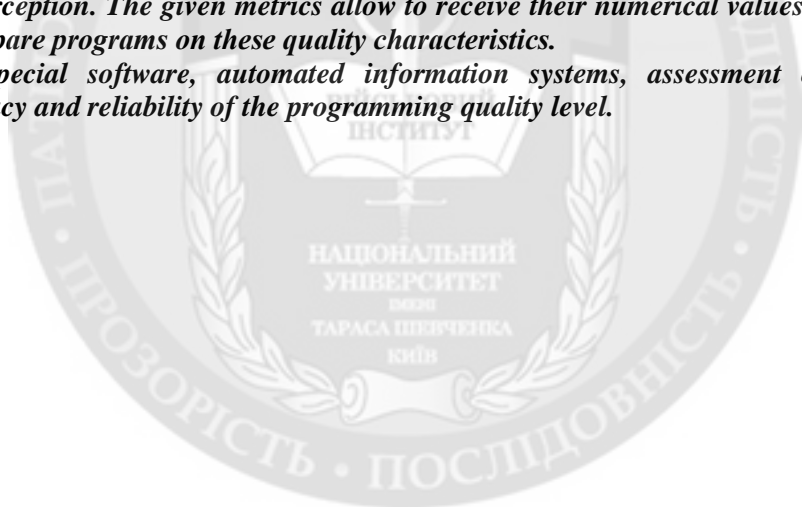 rception. The given metrics allow to receive their numerical values
pare programs on these quality characteristics.
pecial software, automated information systems, assessment
cy and reliability of the programming quality level.
ВІЙСЬКОВИЙ
ІНСТИТУТ
НАЦІОНАЛЬНИЙ
УНІВЕРСИТЕТ
ІМЕНІ
ТАРАСА ШЕВЧЕНКА
КИЇВ
ПРОЗОРІСТЬ • ПОСЛІДОВНІСТЬ •